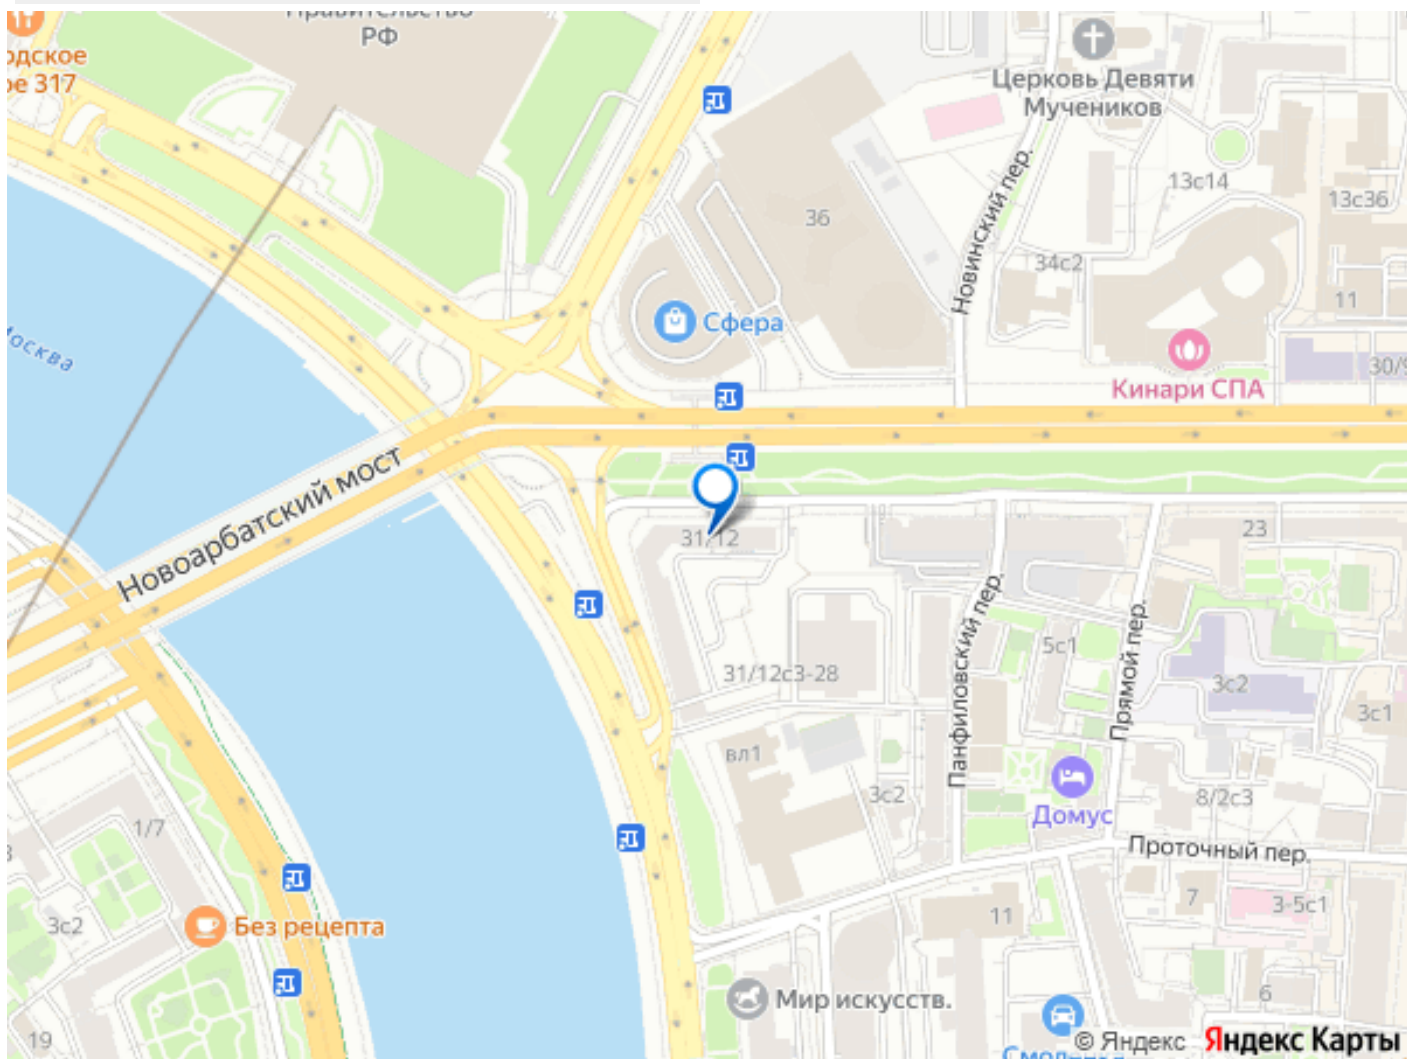 Правительство
РФ
одское
ое 317
Церковь Девяти
Мучеников
13с14
13с36
36
Новинский пер.
34с2
11
Сфера
Москва
30/9
Кинари СПА
Новоарбатский мост
31/12
23
Панфиловский пер.
5с1
Прямой пер.
31/12с3-28
3с2
3с1
вл1
3с2
Домус
8/2с3
1/7
3
Проточный пер.
7
3-5с1
11
3с2
Без рецепта
6
Мир искусств.
19
© Яндекс Яндекс Карты